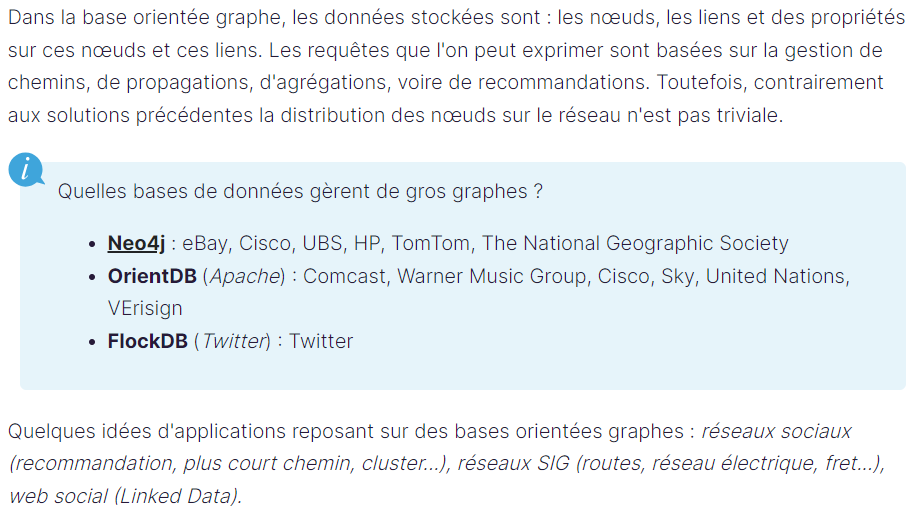 Dans la base orientée graphe, les données stockées sont : les nœuds, les liens et des propriétés
sur ces nœuds et ces liens. Les requêtes que l'on peut exprimer sont basées sur la gestion de
chemins, de propagations, d'agrégations, voire de recommandations. Toutefois, contrairement
aux solutions précédentes la distribution des nœuds sur le réseau n'est pas triviale.
i
Quelles bases de données gèrent de gros graphes ?
• Neo4j : eBay, Cisco, UBS, HP, TomTom, The National Geographic Society
• OrientDB (Apache) : Comcast, Warner Music Group, Cisco, Sky, United Nations,
VErisign
• FlockDB (Twitter) : Twitter
Quelques idées d'applications reposant sur des bases orientées graphes : réseaux sociaux
(recommandation, plus court chemin, cluster...), réseaux SIG (routes, réseau électrique, fret...),
web social (Linked Data).